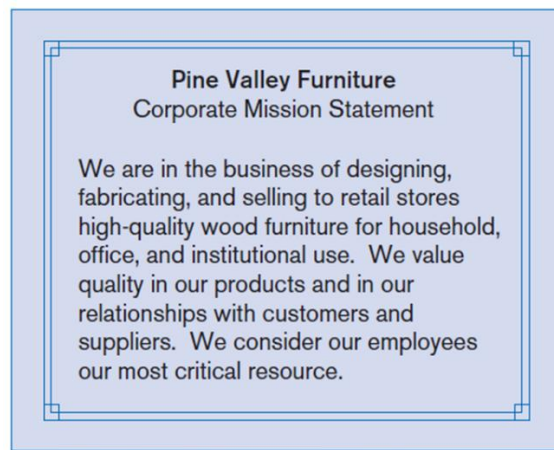 Pine Valley Furniture
Corporate Mission Statement
We are in the business of designing,
fabricating, and selling to retail stores
high-quality wood furniture for household,
office, and institutional use.  We value
quality in our products and in our
relationships with customers and
suppliers.  We consider our employees
our most critical resource.